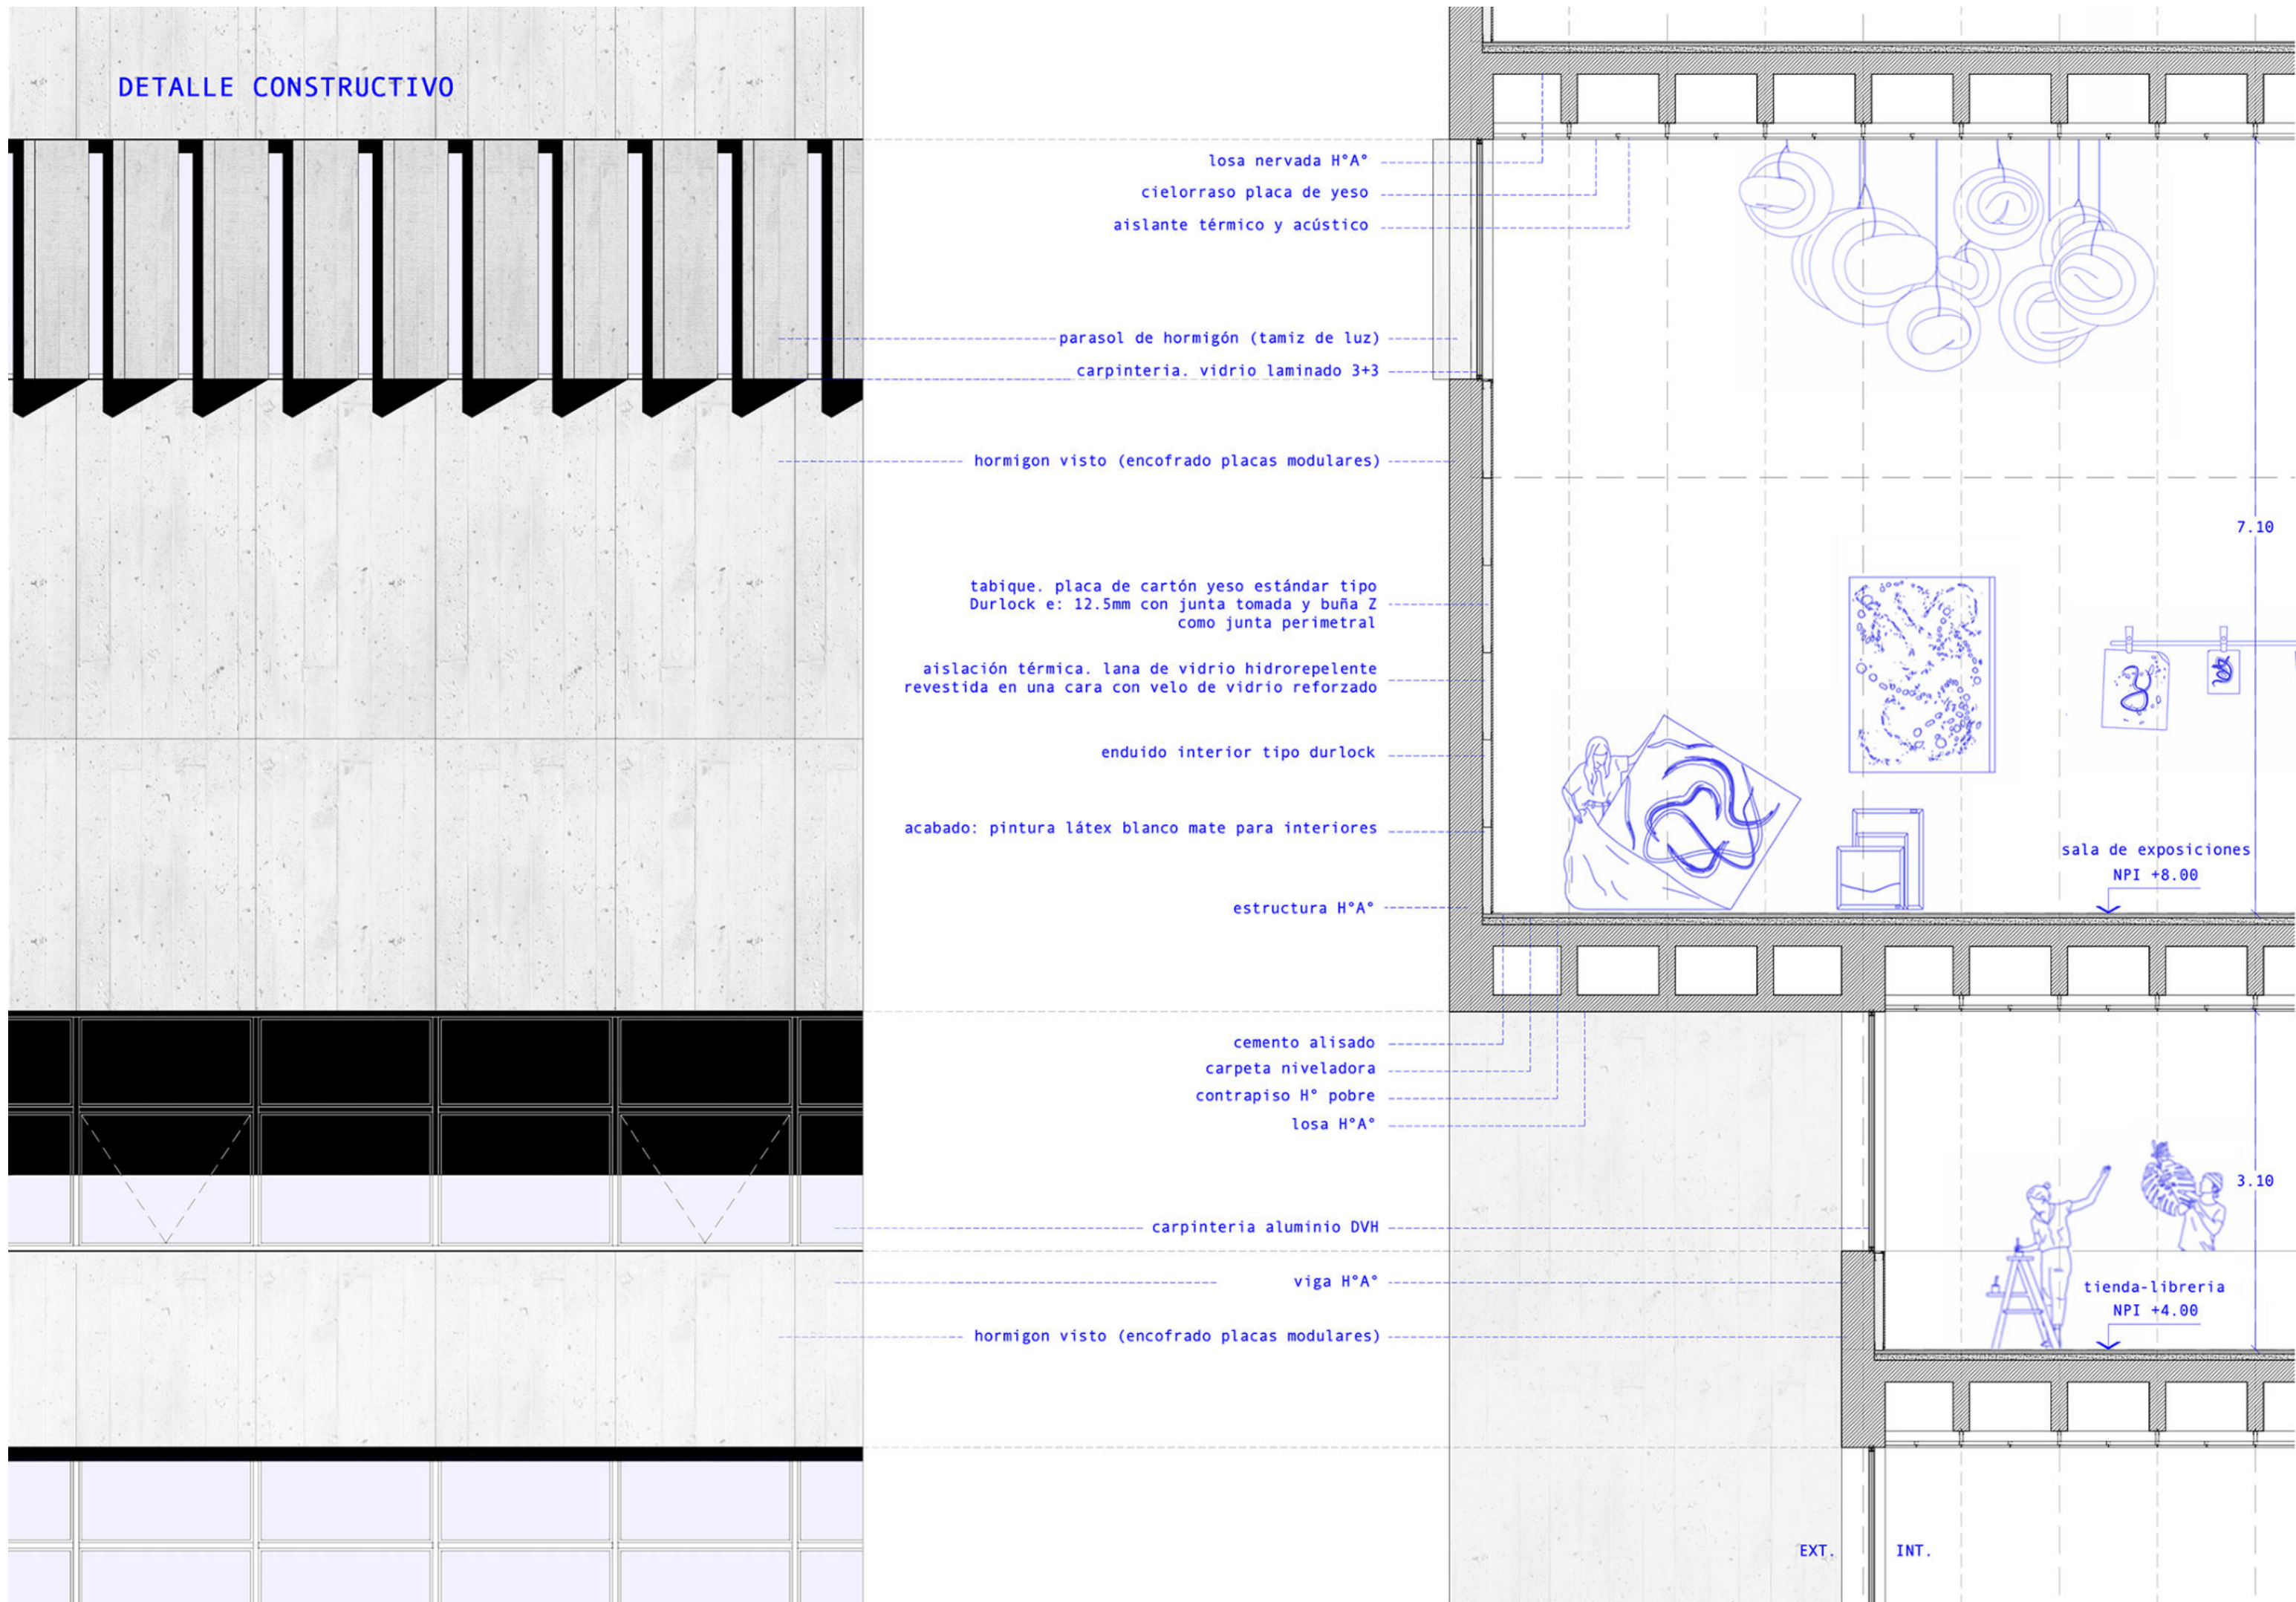 DETALLE CONSTRUCTIVO
losa nervada H°A°
cielorraso placa de yeso
aislante térmico y acústico
parasol de hormigón (tamiz de luz)
carpinteria. vidrio laminado 3+3
hormigon visto (encofrado placas modulares)
7.10
tabique. placa de cartón yeso estándar tipo
Durlock e: 12.5mm con junta tomada y buña Z
como junta perimetral
aislación térmica. lana de vidrio hidrorepelente
revestida en una cara con velo de vidrio reforzado
enduido interior tipo durlock
acabado: pintura látex blanco mate para interiores
sala de exposiciones
NPI +8.00
estructura H°A°
cemento alisado
carpeta niveladora
contrapiso H° pobre
losa H°A°
3.10
carpinteria aluminio DVH
viga H°A°
tienda-libreria
NPI +4.00
hormigon visto (encofrado placas modulares)
EXT.
INT.